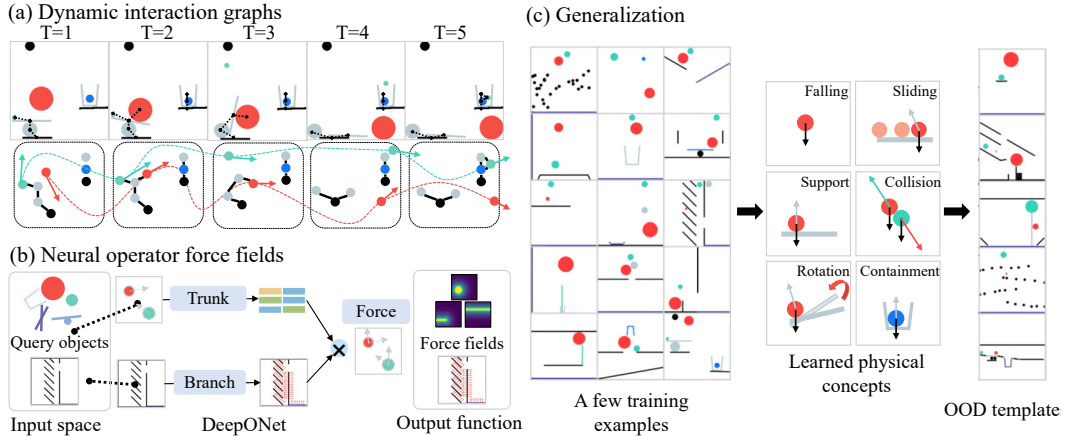 (a) Dynamic interaction graphs
T=1 T=2 T=3 T=4 T=5
(b) Neural operator force fields
Trunk
Force
Query objects
Force fields
Branch
Input space
DeepONet
Output function
(c) Generalization
Falling
Sliding
Support
Collision
Rotation
Containment
A few training
examples
Learned physical
concepts
OOD template